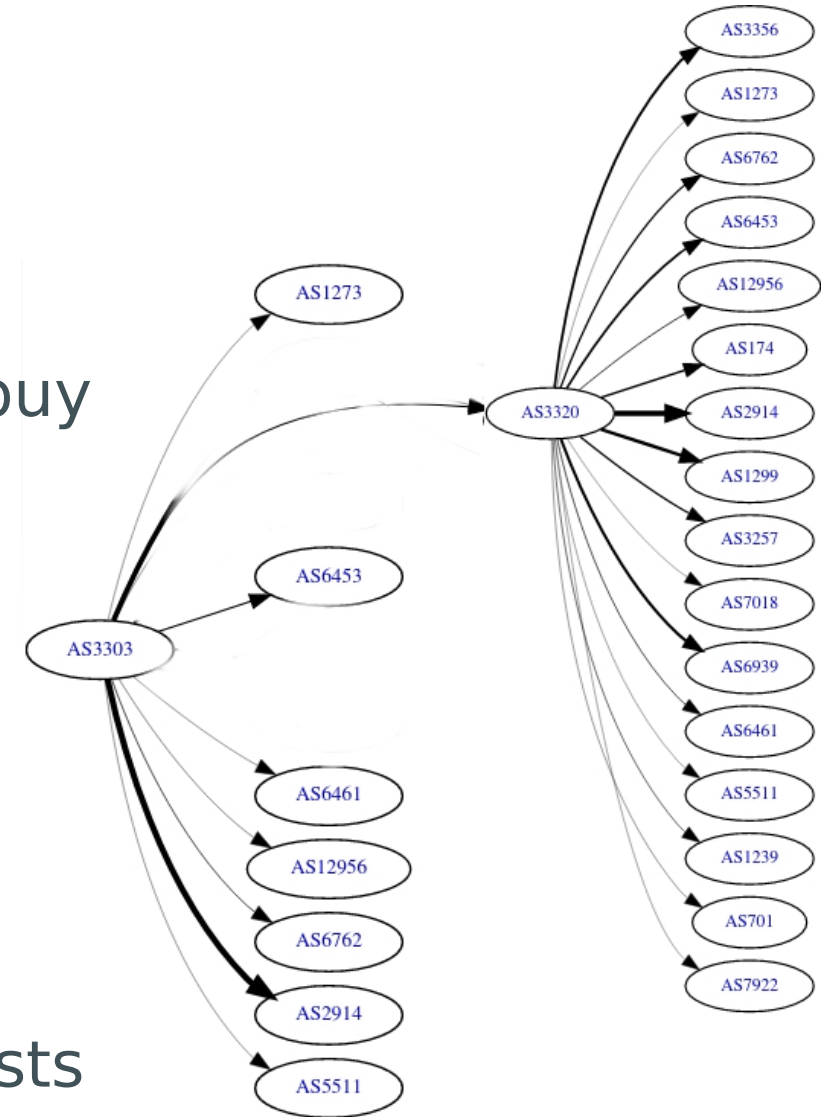 buy
sts
AS3303
AS1273
AS6453
AS6461
AS12956
AS6762
AS2914
AS5511
AS3320
AS3356
AS1273
AS6762
AS6453
AS12956
AS174
AS2914
AS1299
AS3257
AS7018
AS6939
AS6461
AS5511
AS1239
AS701
AS7922